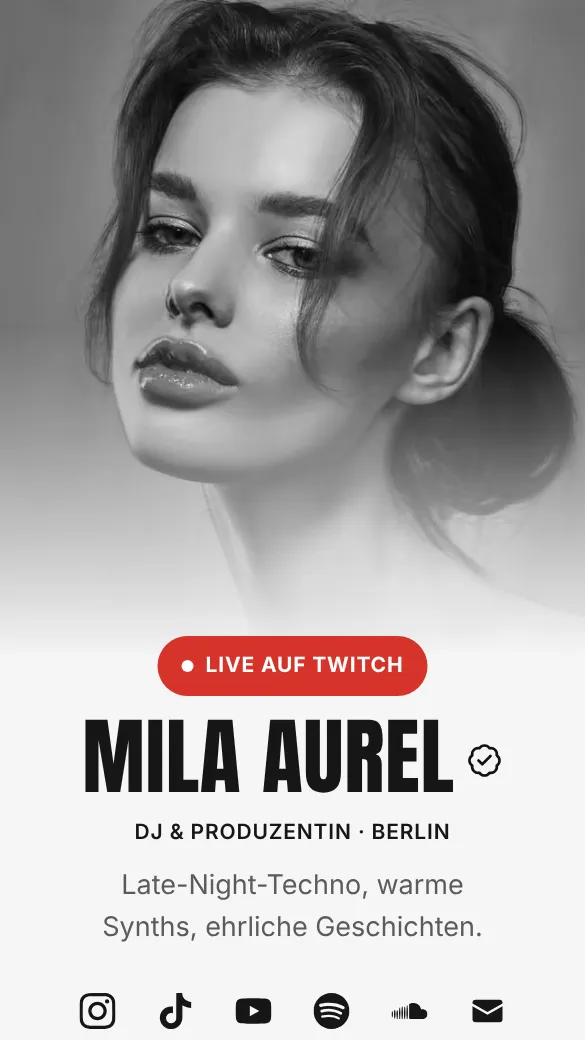 LIVE AUF TWITCH
MILA AUREL
DJ & PRODUZENTIN · BERLIN
Late-Night-Techno, warme
Synths, ehrliche Geschichten.